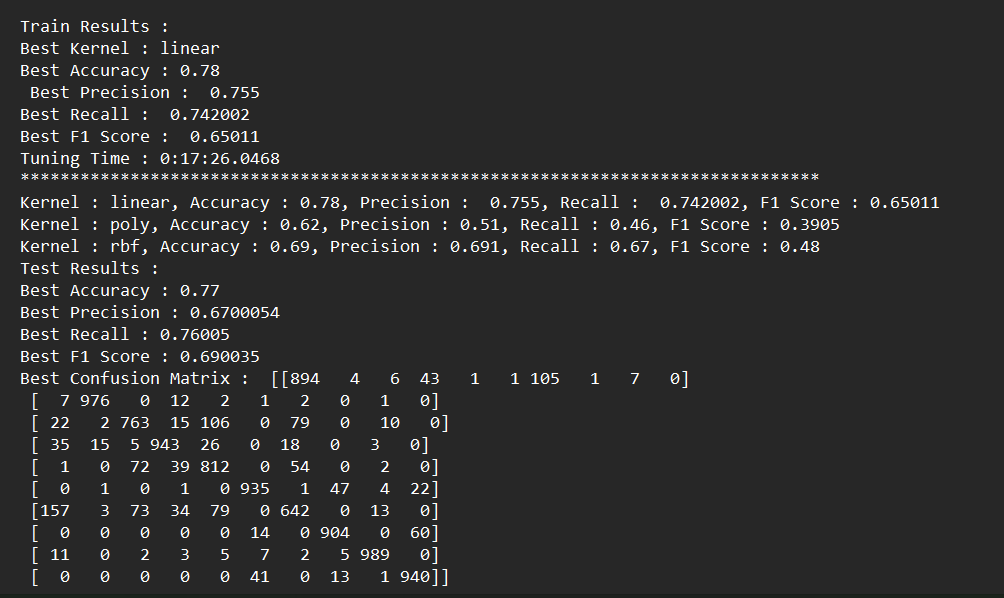 Train Results :
Best Kernel : linear
Best Accuracy : 0.78
 Best Precision :  0.755
Best Recall :  0.742002
Best F1 Score :  0.65011
Tuning Time : 0:17:26.0468
********************************************************************************
Kernel : linear, Accuracy : 0.78, Precision :  0.755, Recall :  0.742002, F1 Score : 0.65011
Kernel : poly, Accuracy : 0.62, Precision : 0.51, Recall : 0.46, F1 Score : 0.3905
Kernel : rbf, Accuracy : 0.69, Precision : 0.691, Recall : 0.67, F1 Score : 0.48
Test Results :
Best Accuracy : 0.77
Best Precision : 0.6700054
Best Recall : 0.76005
Best F1 Score : 0.690035
Best Confusion Matrix :  [[894   4   6  43   1   1 105   1   7   0]
 [  7 976   0  12   2   1   2   0   1   0]
 [ 22   2 763  15 106   0  79   0   10   0]
 [ 35  15   5 943  26   0  18   0   3   0]
 [  1   0  72  39 812   0  54   0   2   0]
 [  0   1   0   1   0 935   1  47   4  22]
 [157   3  73  34  79   0 642   0  13   0]
 [  0   0   0   0   0  14   0 904   0  60]
 [ 11   0   2   3   5   7   2   5 989   0]
 [  0   0   0   0   0  41   0  13   1 940]]